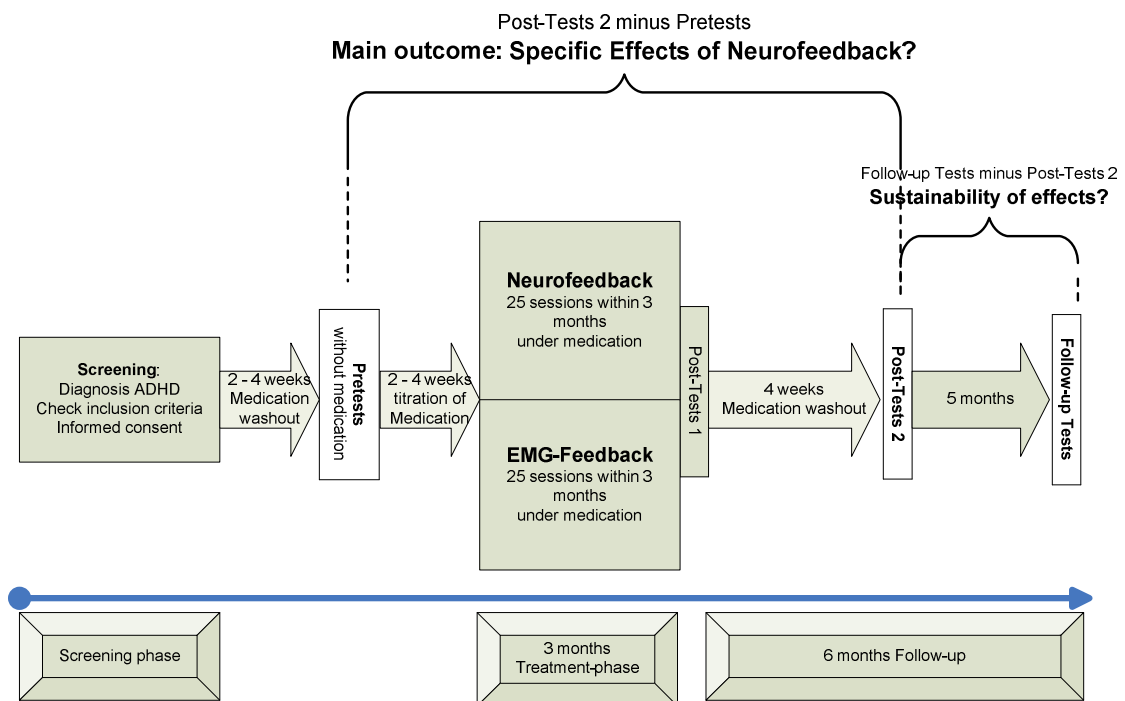 Post-Tests 2 minus Pretests
Main outcome: Specific Effects of Neurofeedback?
Follow-up Tests minus Post-Tests 2
Sustainability of effects?
Screening:
Diagnosis ADHD
Check inclusion criteria
Informed consent
2 - 4 weeks
Medication
washout
Pretests
without medication
2 - 4 weeks
titration of
Medication
Neurofeedback
25 sessions within 3
months
under medication
EMG-Feedback
25 sessions within 3
months
under medication
Post-Tests 1
4 weeks
Medication washout
Post-Tests 2
5 months
Follow-up Tests
Screening phase
3 months
Treatment-phase
6 months Follow-up